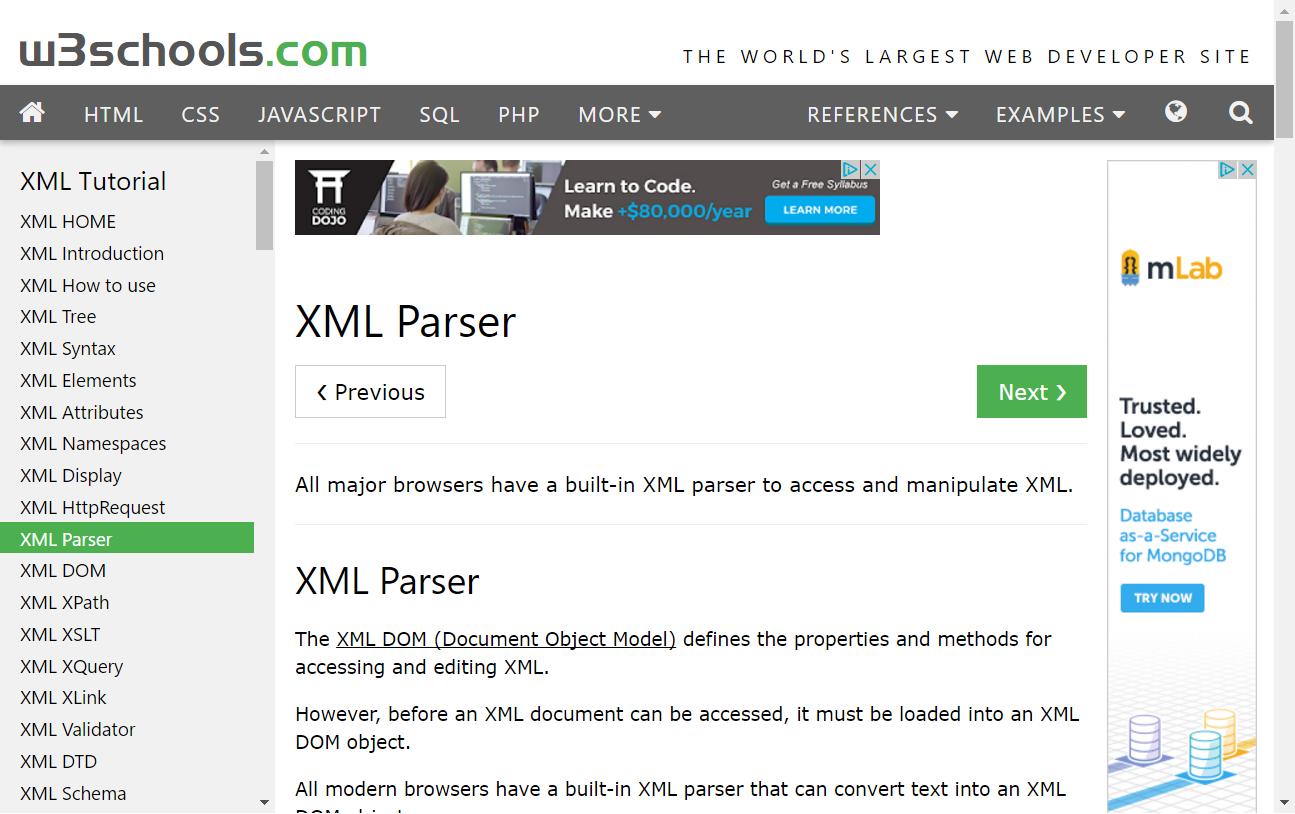 w3schools.com
THE WORLD'S LARGEST WEB DEVELOPER SITE
HTML CSS JAVASCRIPT SQL PHP MORE REFERENCES EXAMPLES
XML Tutorial
XML HOME
XML Introduction
XML How to use
XML Tree
XML Syntax
XML Elements
XML Attributes
XML Namespaces
XML Display
XML HttpRequest
XML Parser
XML DOM
XML XPath
XML XSLT
XML XQuery
XML XLink
XML Validator
XML DTD
XML Schema
CODING
DOJO
Learn to Code.
Make +$80,000/year
Get a Free Syllabus
LEARN MORE
XML Parser
❮ Previous
Next ❯
All major browsers have a built-in XML parser to access and manipulate XML.
XML Parser
The XML DOM (Document Object Model) defines the properties and methods for
accessing and editing XML.
However, before an XML document can be accessed, it must be loaded into an XML
DOM object.
All modern browsers have a built-in XML parser that can convert text into an XML
DOM object.
mLab
Trusted.
Loved.
Most widely
deployed.
Database
as-a-Service
for MongoDB
TRY NOW